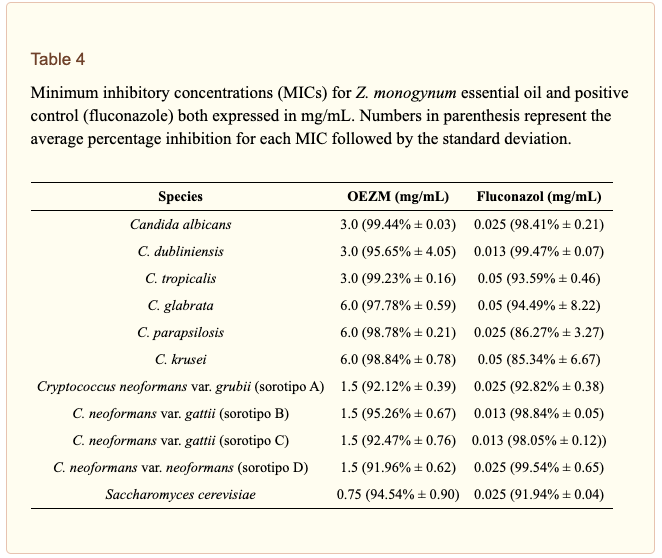 Table 4
Minimum inhibitory concentrations (MICs) for Z. monogynum essential oil and positive
control (fluconazole) both expressed in mg/mL. Numbers in parenthesis represent the
average percentage inhibition for each MIC followed by the standard deviation.
Species OEZM (mg/mL) Fluconazol (mg/mL)
Candida albicans 3.0 (99.44% ± 0.03) 0.025 (98.41% ± 0.21)
C. dubliniensis 3.0 (95.65% ± 4.05) 0.013 (99.47% ± 0.07)
C. tropicalis 3.0 (99.23% ± 0.16) 0.05 (93.59% ± 0.46)
C. glabrata 6.0 (97.78% ± 0.59) 0.05 (94.49% ± 8.22)
C. parapsilosis 6.0 (98.78% ± 0.21) 0.025 (86.27% ± 3.27)
C. krusei 6.0 (98.84% ± 0.78) 0.05 (85.34% ± 6.67)
Cryptococcus neoformans var. grubii (sorotipo A) 1.5 (92.12% ± 0.39) 0.025 (92.82% ± 0.38)
C. neoformans var. gattii (sorotipo B) 1.5 (95.26% ± 0.67) 0.013 (98.84% ± 0.05)
C. neoformans var. gattii (sorotipo C) 1.5 (92.47% ± 0.76) 0.013 (98.05% ± 0.12))
C. neoformans var. neoformans (sorotipo D) 1.5 (91.96% ± 0.62) 0.025 (99.54% ± 0.65)
Saccharomyces cerevisiae 0.75 (94.54% ± 0.90) 0.025 (91.94% ± 0.04)